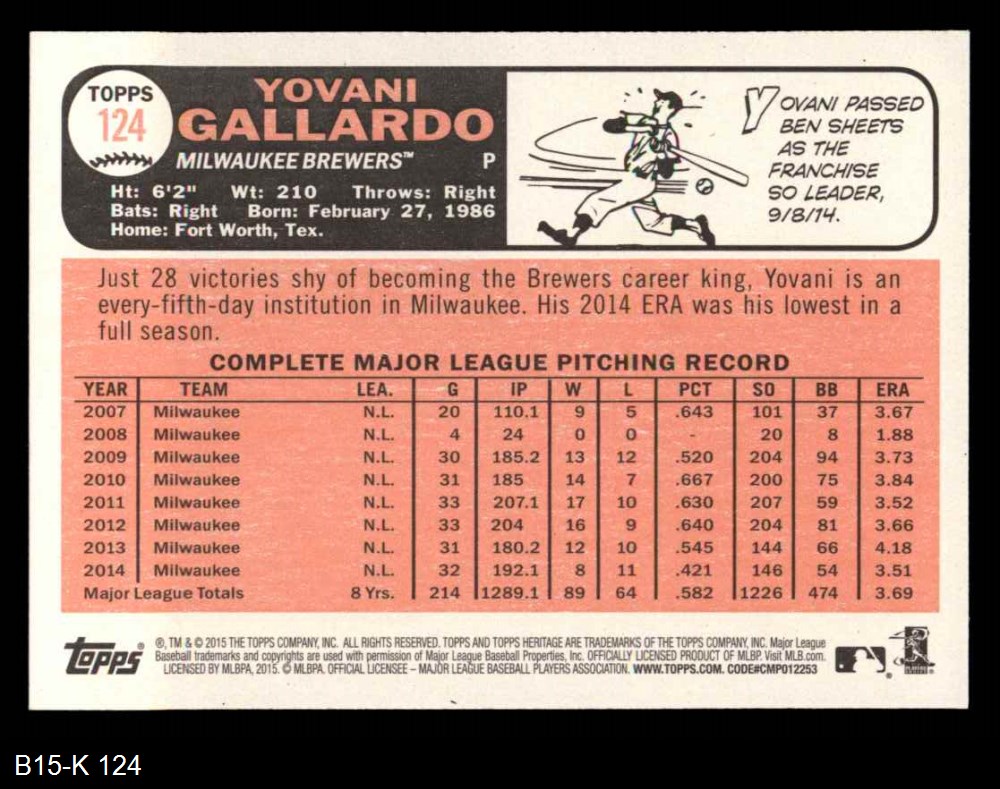 TOPPS
124
YOVANI
GALLARDO
MILWAUKEE BREWERS™ P
Ht: 6'2" Wt: 210 Throws: Right
Bats: Right Born: February 27, 1986
Home: Fort Worth, Tex.
YOVANI PASSED
BEN SHEETS
AS THE
FRANCHISE
SO LEADER,
9/8/14.
Just 28 victories shy of becoming the Brewers career king, Yovani is an
every-fifth-day institution in Milwaukee. His 2014 ERA was his lowest in a
full season.
COMPLETE MAJOR LEAGUE PITCHING RECORD
YEAR TEAM LEA. G IP W L PCT SO BB ERA
2007 Milwaukee N.L. 20 110.1 9 5 .643 101 37 3.67
2008 Milwaukee N.L. 4 24 0 0 - 20 8 1.88
2009 Milwaukee N.L. 30 185.2 13 12 .520 204 94 3.73
2010 Milwaukee N.L. 31 185 14 7 .667 200 75 3.84
2011 Milwaukee N.L. 33 207.1 17 10 .630 207 59 3.52
2012 Milwaukee N.L. 33 204 16 9 .640 204 81 3.66
2013 Milwaukee N.L. 31 180.2 12 10 .545 144 66 4.18
2014 Milwaukee N.L. 32 192.1 8 11 .421 146 54 3.51
Major League Totals 8 Yrs. 214 1289.1 89 64 .582 1226 474 3.69
Topps®
®, TM & © 2015 THE TOPPS COMPANY, INC. ALL RIGHTS RESERVED. TOPPS AND TOPPS HERITAGE ARE TRADEMARKS OF THE TOPPS COMPANY, INC. Major League
Baseball trademarks and copyrights are used with permission of Major League Baseball Properties, Inc. OFFICIALLY LICENSED PRODUCT OF MLBP. Visit MLB.com.
LICENSED BY MLBPA, 2015. © MLBPA. OFFICIAL LICENSEE – MAJOR LEAGUE BASEBALL PLAYERS ASSOCIATION. WWW.TOPPS.COM. CODE#CMP012253
B15-K 124